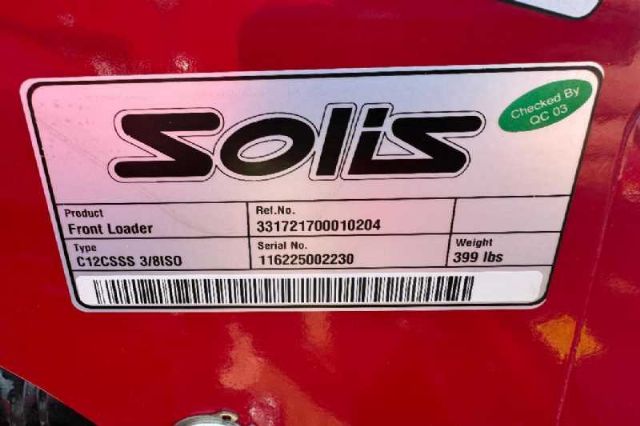 Solis
Checked By
QC 03
Product
Front Loader
Ref.No.
331721700010204
Type
C12CSSS 3/8ISO
Serial No.
116225002230
Weight
399 lbs